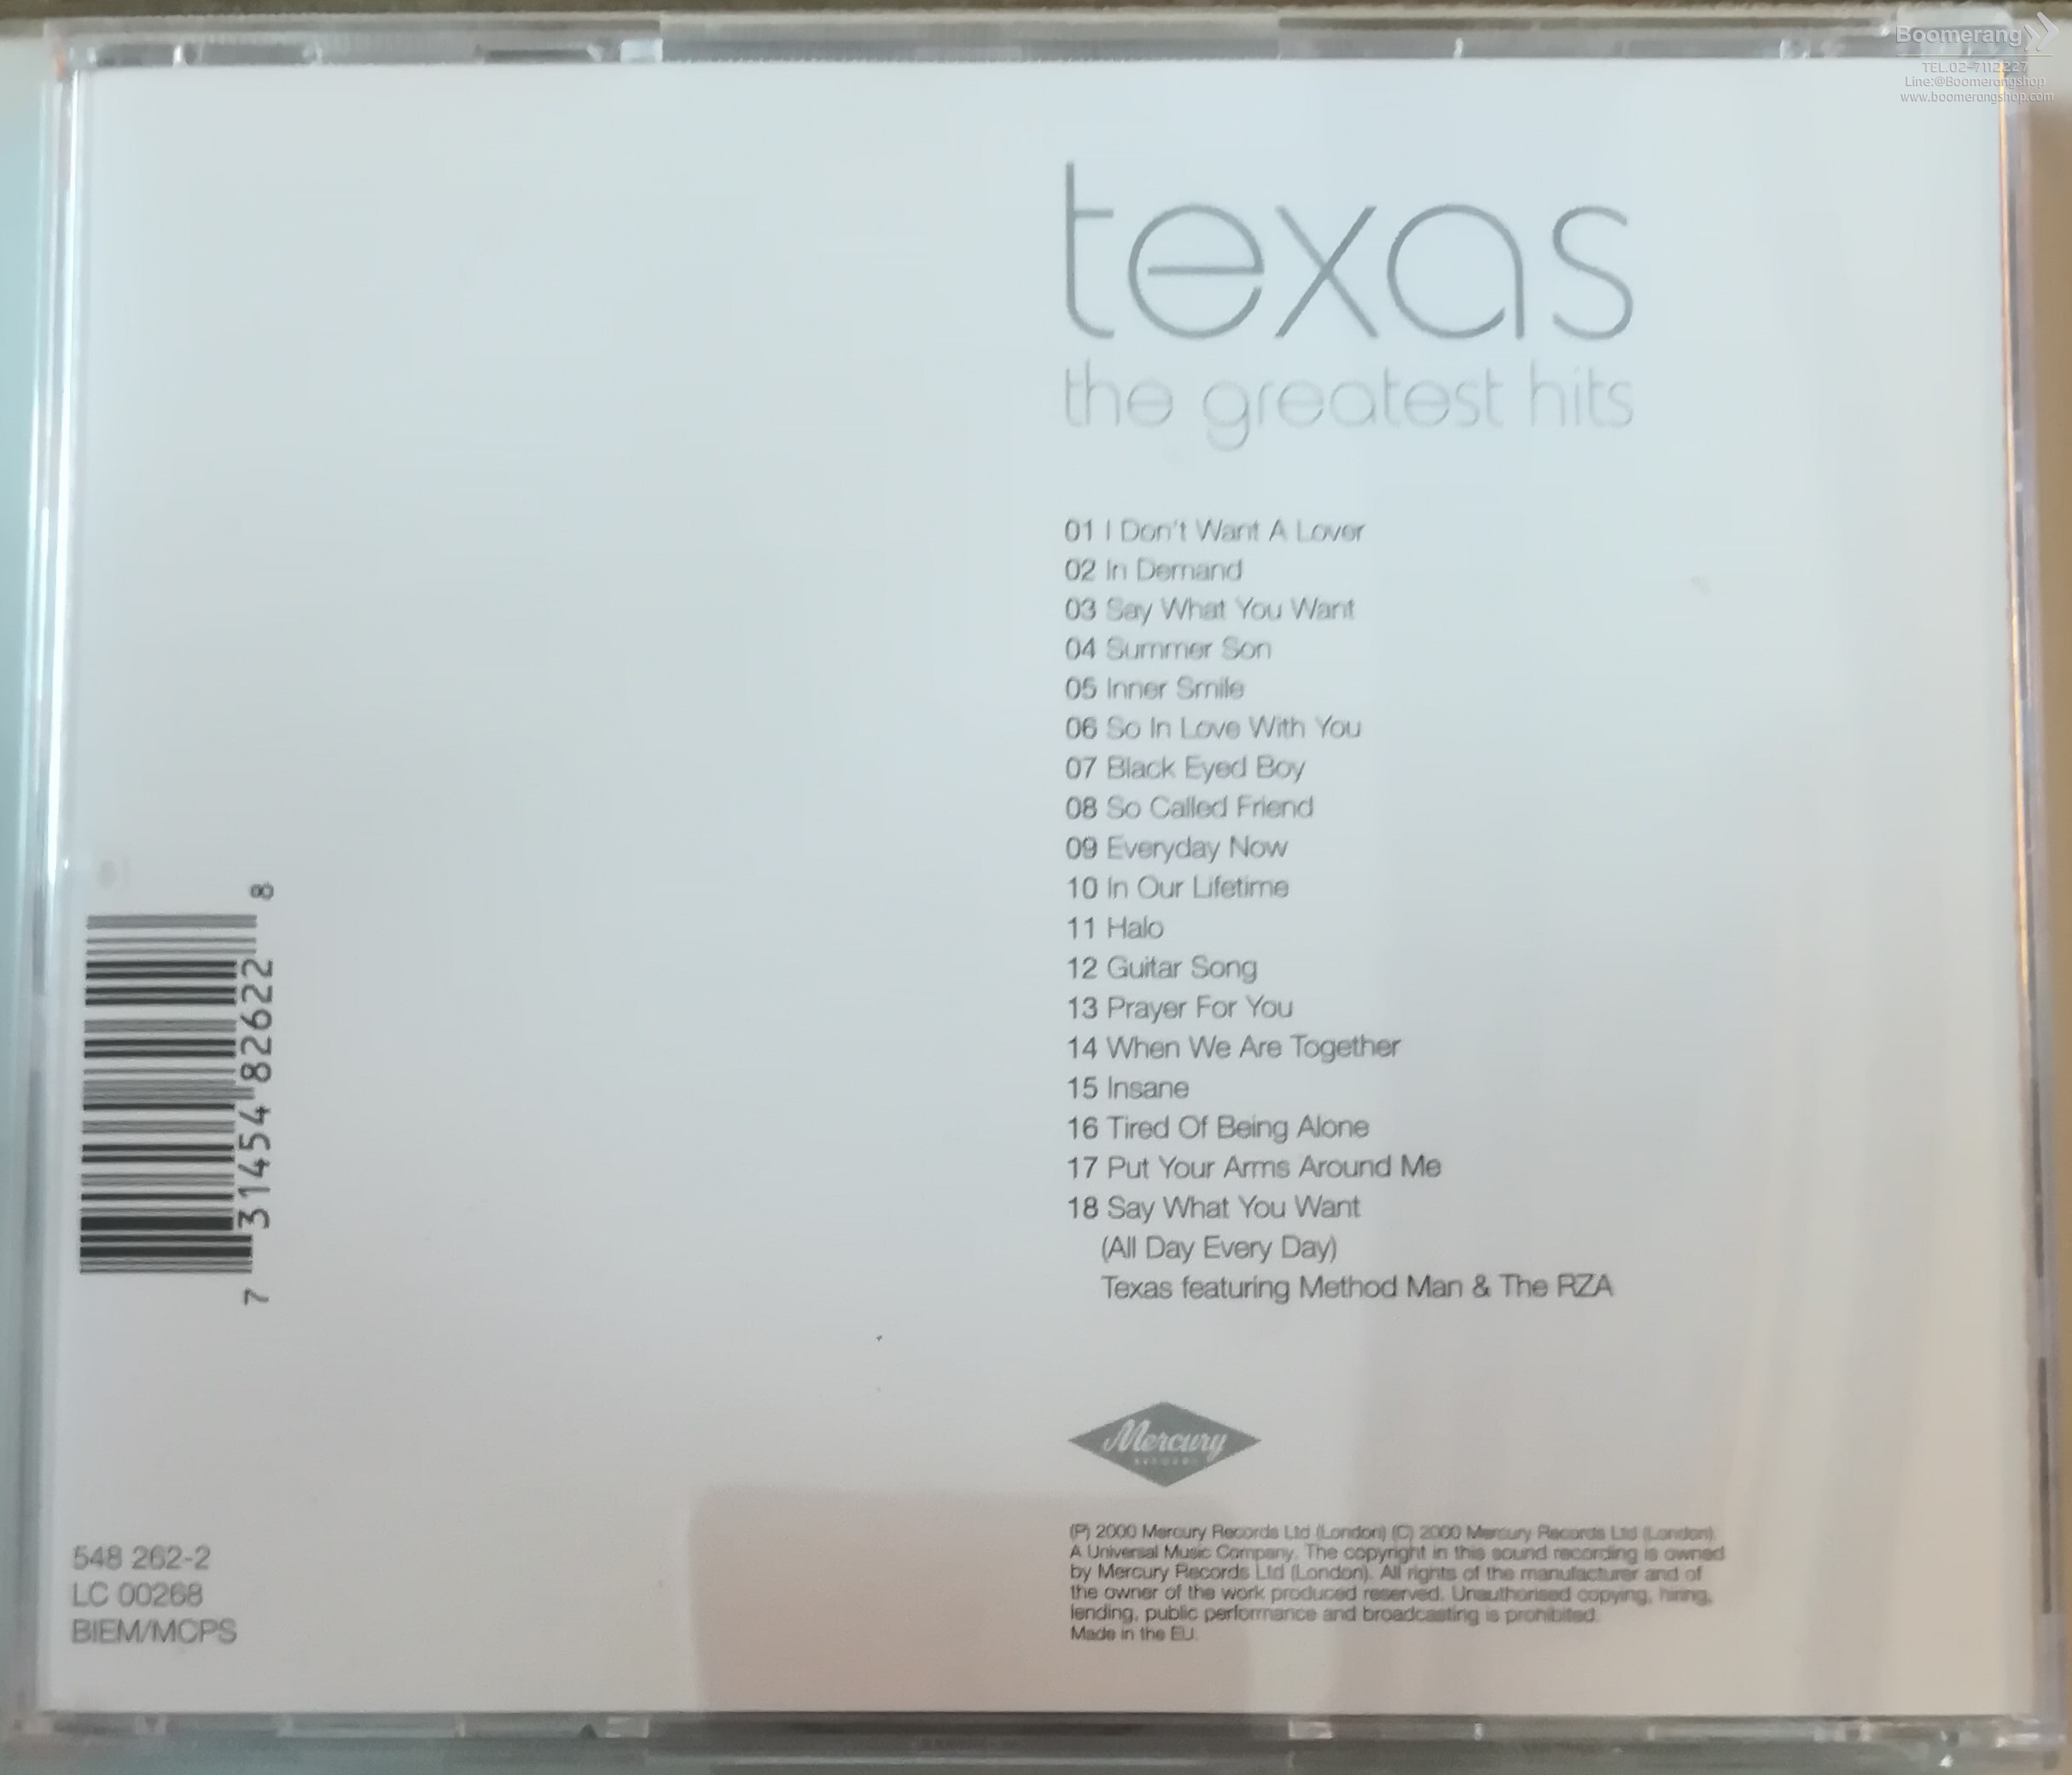 Boomerang
TEL.02-7112227
Line:@Boomerangshop
www.boomerangshop.com
texas
the greatest hits
01 I Don't Want A Lover
02 In Demand
03 Say What You Want
04 Summer Son
05 Inner Smile
06 So In Love With You
07 Black Eyed Boy
08 So Called Friend
09 Everyday Now
10 In Our Lifetime
11 Halo
12 Guitar Song
13 Prayer For You
14 When We Are Together
15 Insane
16 Tired Of Being Alone
17 Put Your Arms Around Me
18 Say What You Want
(All Day Every Day)
Texas featuring Method Man & The RZA
7 31454 82622 8
Mercury
RECORDS
548 262-2
LC 00268
BIEM/MCPS
(P) 2000 Mercury Records Ltd (London) (C) 2000 Mercury Records Ltd (London).
A Universal Music Company. The copyright in this sound recording is owned
by Mercury Records Ltd (London). All rights of the manufacturer and of
the owner of the work produced reserved. Unauthorised copying, hiring,
lending, public performance and broadcasting is prohibited.
Made in the EU.